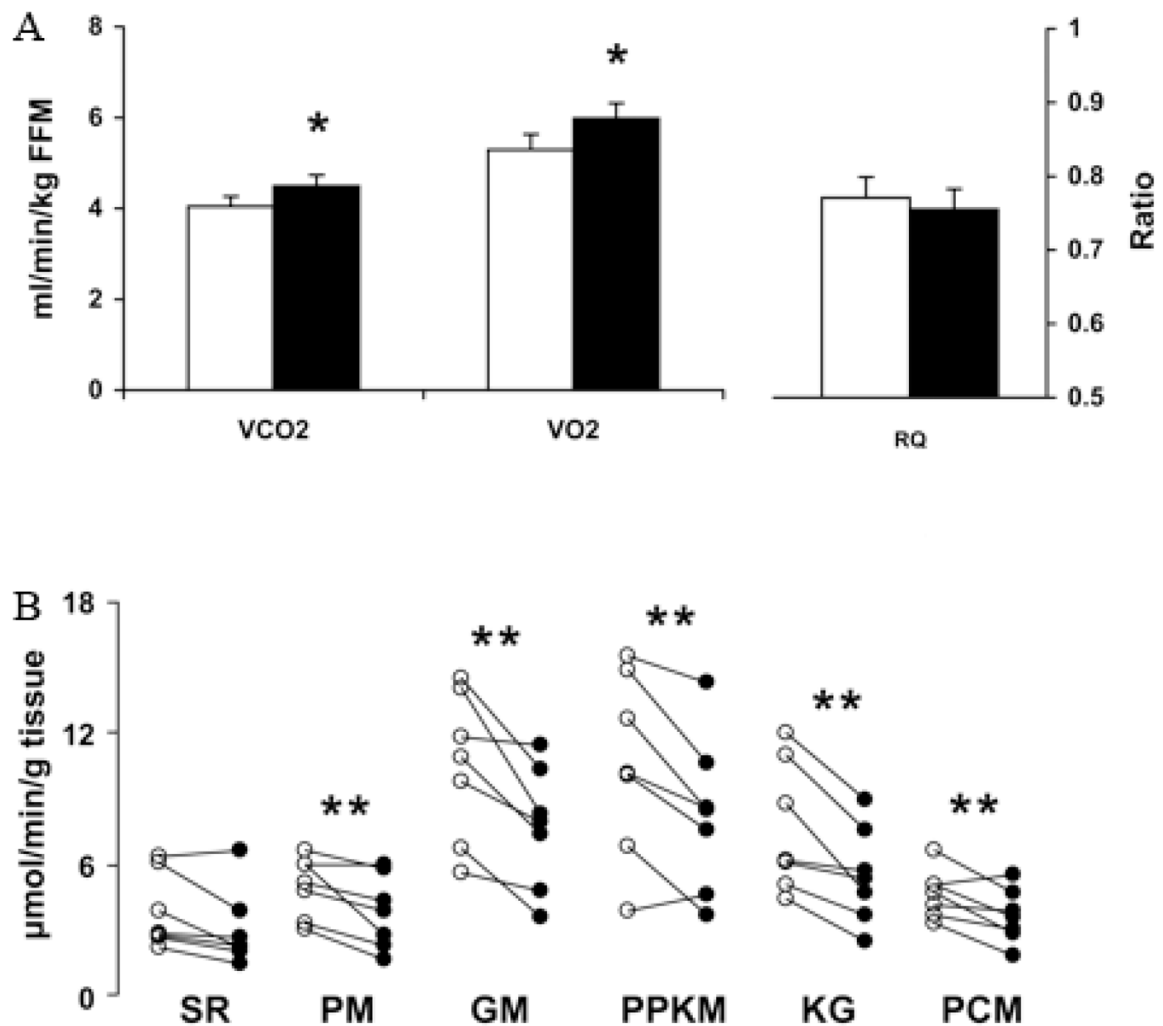 A
8
6
4
2
0
ml/min/kg FFM
*
*
VCO2
VO2
1
0.9
0.8
0.7
0.6
0.5
Ratio
RQ
B
18
12
6
0
µmol/min/g tissue
**
**
**
**
**
SR PM GM PPKM KG PCM